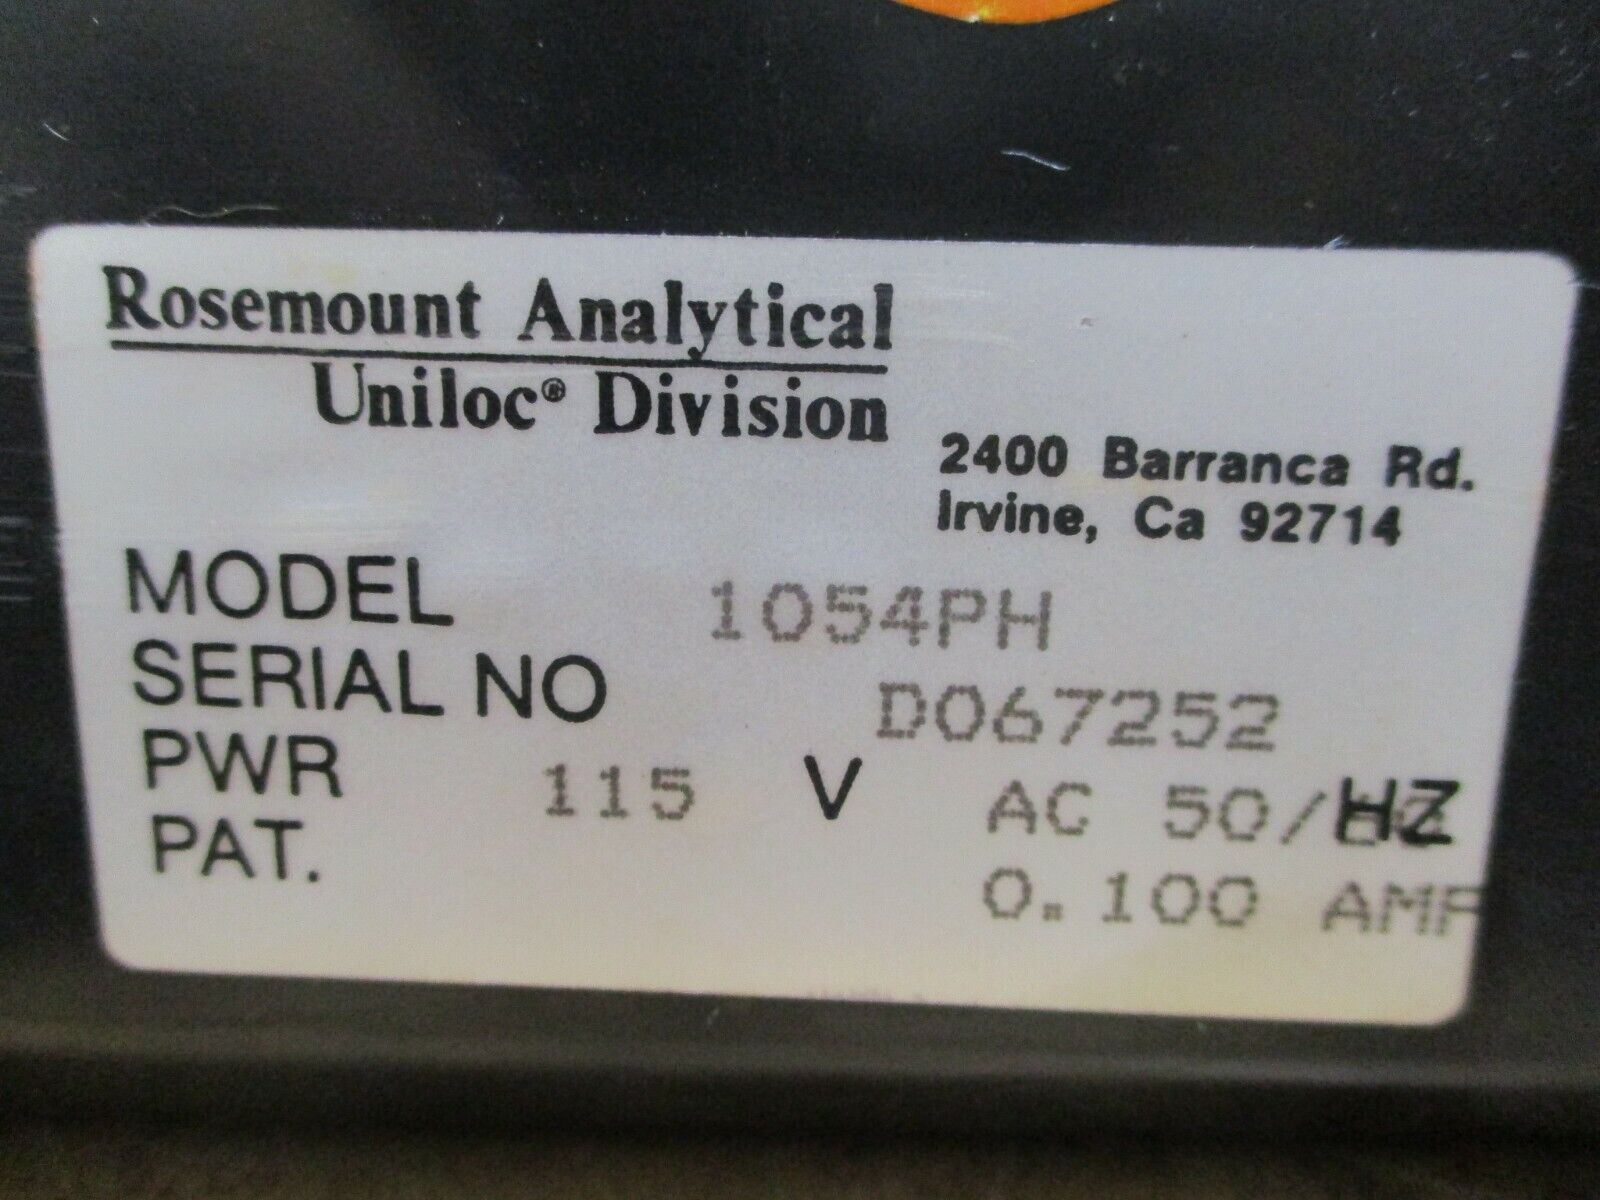 Rosemount Analytical
Uniloc® Division
2400 Barranca Rd.
Irvine, Ca 92714
MODEL 1054PH
SERIAL NO D067252
PWR 115 V AC 50/60 HZ
PAT. 0.100 AMP